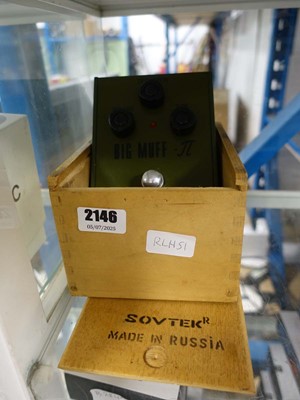 BIG MUFF π
2146
05/07/2023
RLH51
SOVTEK R
MADE IN RUSSIA
C